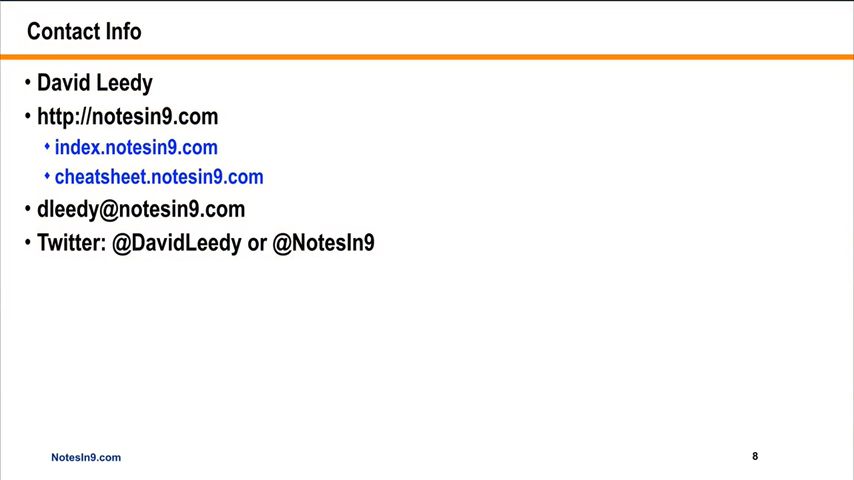 Contact Info
• David Leedy
• http://notesin9.com
♦ index.notesin9.com
♦ cheatsheet.notesin9.com
• dleedy@notesin9.com
• Twitter: @DavidLeedy or @NotesIn9
NotesIn9.com
8